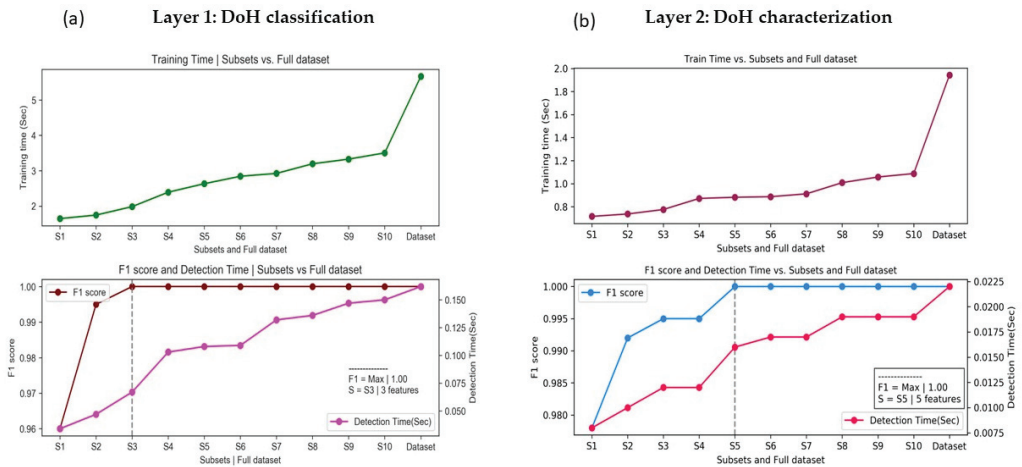 (a) Layer 1: DoH classification
Training Time | Subsets vs. Full dataset
Training time (Sec)
5
4
3
2
S1 S2 S3 S4 S5 S6 S7 S8 S9 S10 Dataset
Subsets and Full dataset
F1 score and Detection Time | Subsets vs Full dataset
F1 score
1.00
0.99
0.98
0.97
0.96
F1 score
0.150
0.125
0.100
0.075
0.050
Detection Time(Sec)
--------------
F1 = Max | 1.00
S = S3 | 3 features
Detection Time(Sec)
S1 S2 S3 S4 S5 S6 S7 S8 S9 S10 Dataset
Subsets | Full dataset
(b) Layer 2: DoH characterization
Train Time vs. Subsets and Full dataset
Training time (Sec)
2.0
1.8
1.6
1.4
1.2
1.0
0.8
S1 S2 S3 S4 S5 S6 S7 S8 S9 S10 Dataset
Subsets and Full dataset
F1 score and Detection Time vs. Subsets and Full dataset
F1 score
1.000
0.995
0.990
0.985
0.980
F1 score
0.0225
0.0200
0.0175
0.0150
0.0125
0.0100
0.0075
Detection Time(Sec)
--------------
F1 = Max | 1.00
S = S5 | 5 features
Detection Time(Sec)
S1 S2 S3 S4 S5 S6 S7 S8 S9 S10 Dataset
Subsets and Full dataset